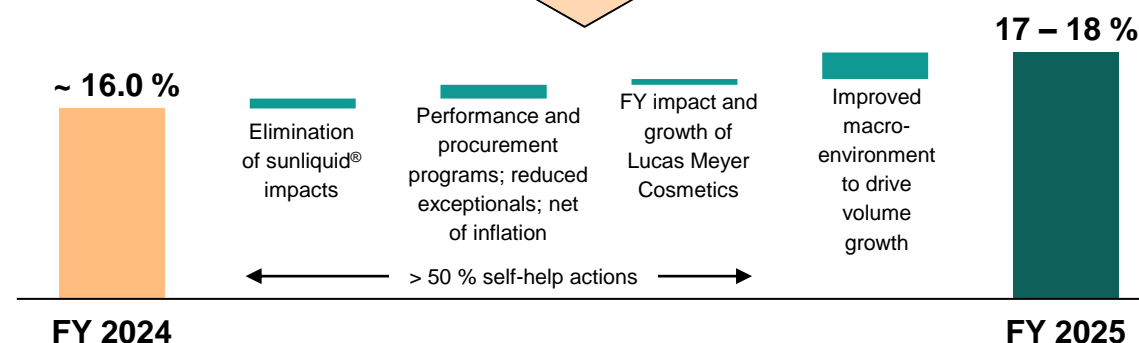 ~ 16.0 %
Elimination
of sunliquid®
impacts
Performance and
procurement
programs; reduced
exceptionals; net
of inflation
FY impact and
growth of
Lucas Meyer
Cosmetics
Improved
macro-
environment
to drive
volume
growth
17 – 18 %
> 50 % self-help actions
FY 2024
FY 2025